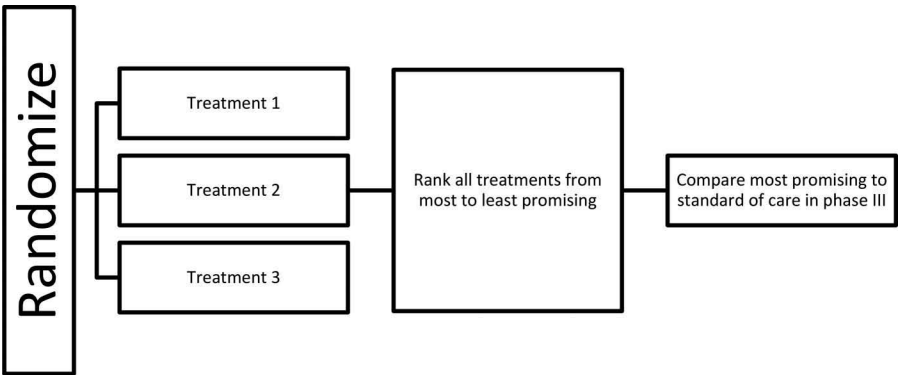 Randomize
Treatment 1
Treatment 2
Treatment 3
Rank all treatments from
most to least promising
Compare most promising to
standard of care in phase III